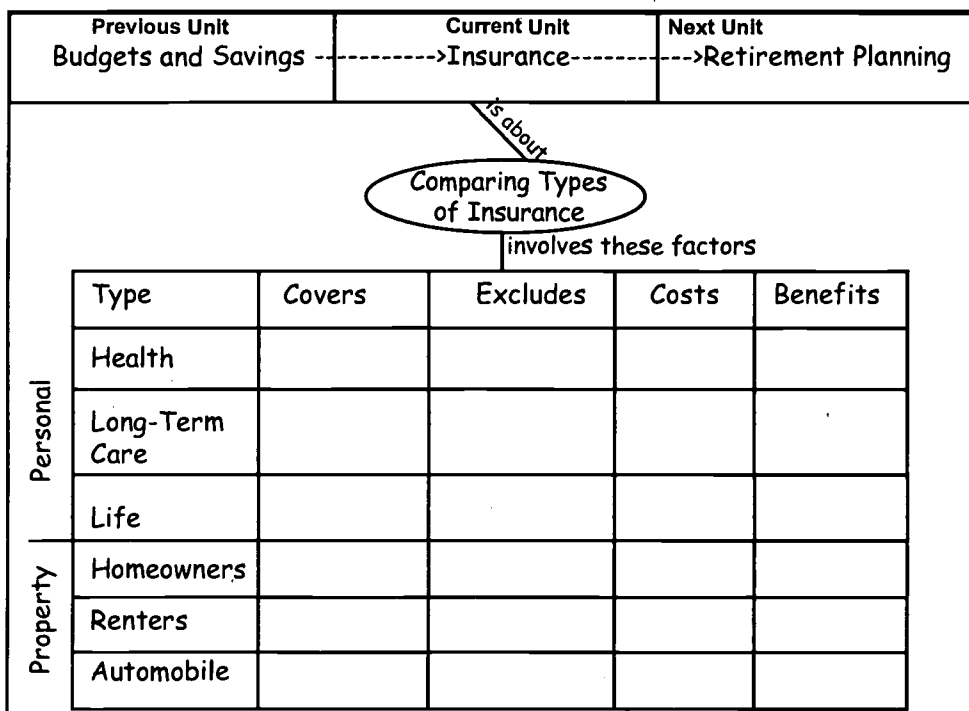 Previous Unit Current Unit Next Unit
Budgets and Savings ----------->Insurance----------->Retirement Planning
is about
Comparing Types
of Insurance
involves these factors
Type Covers Excludes Costs Benefits
Personal
Health
Long-Term
Care
Life
Property
Homeowners
Renters
Automobile